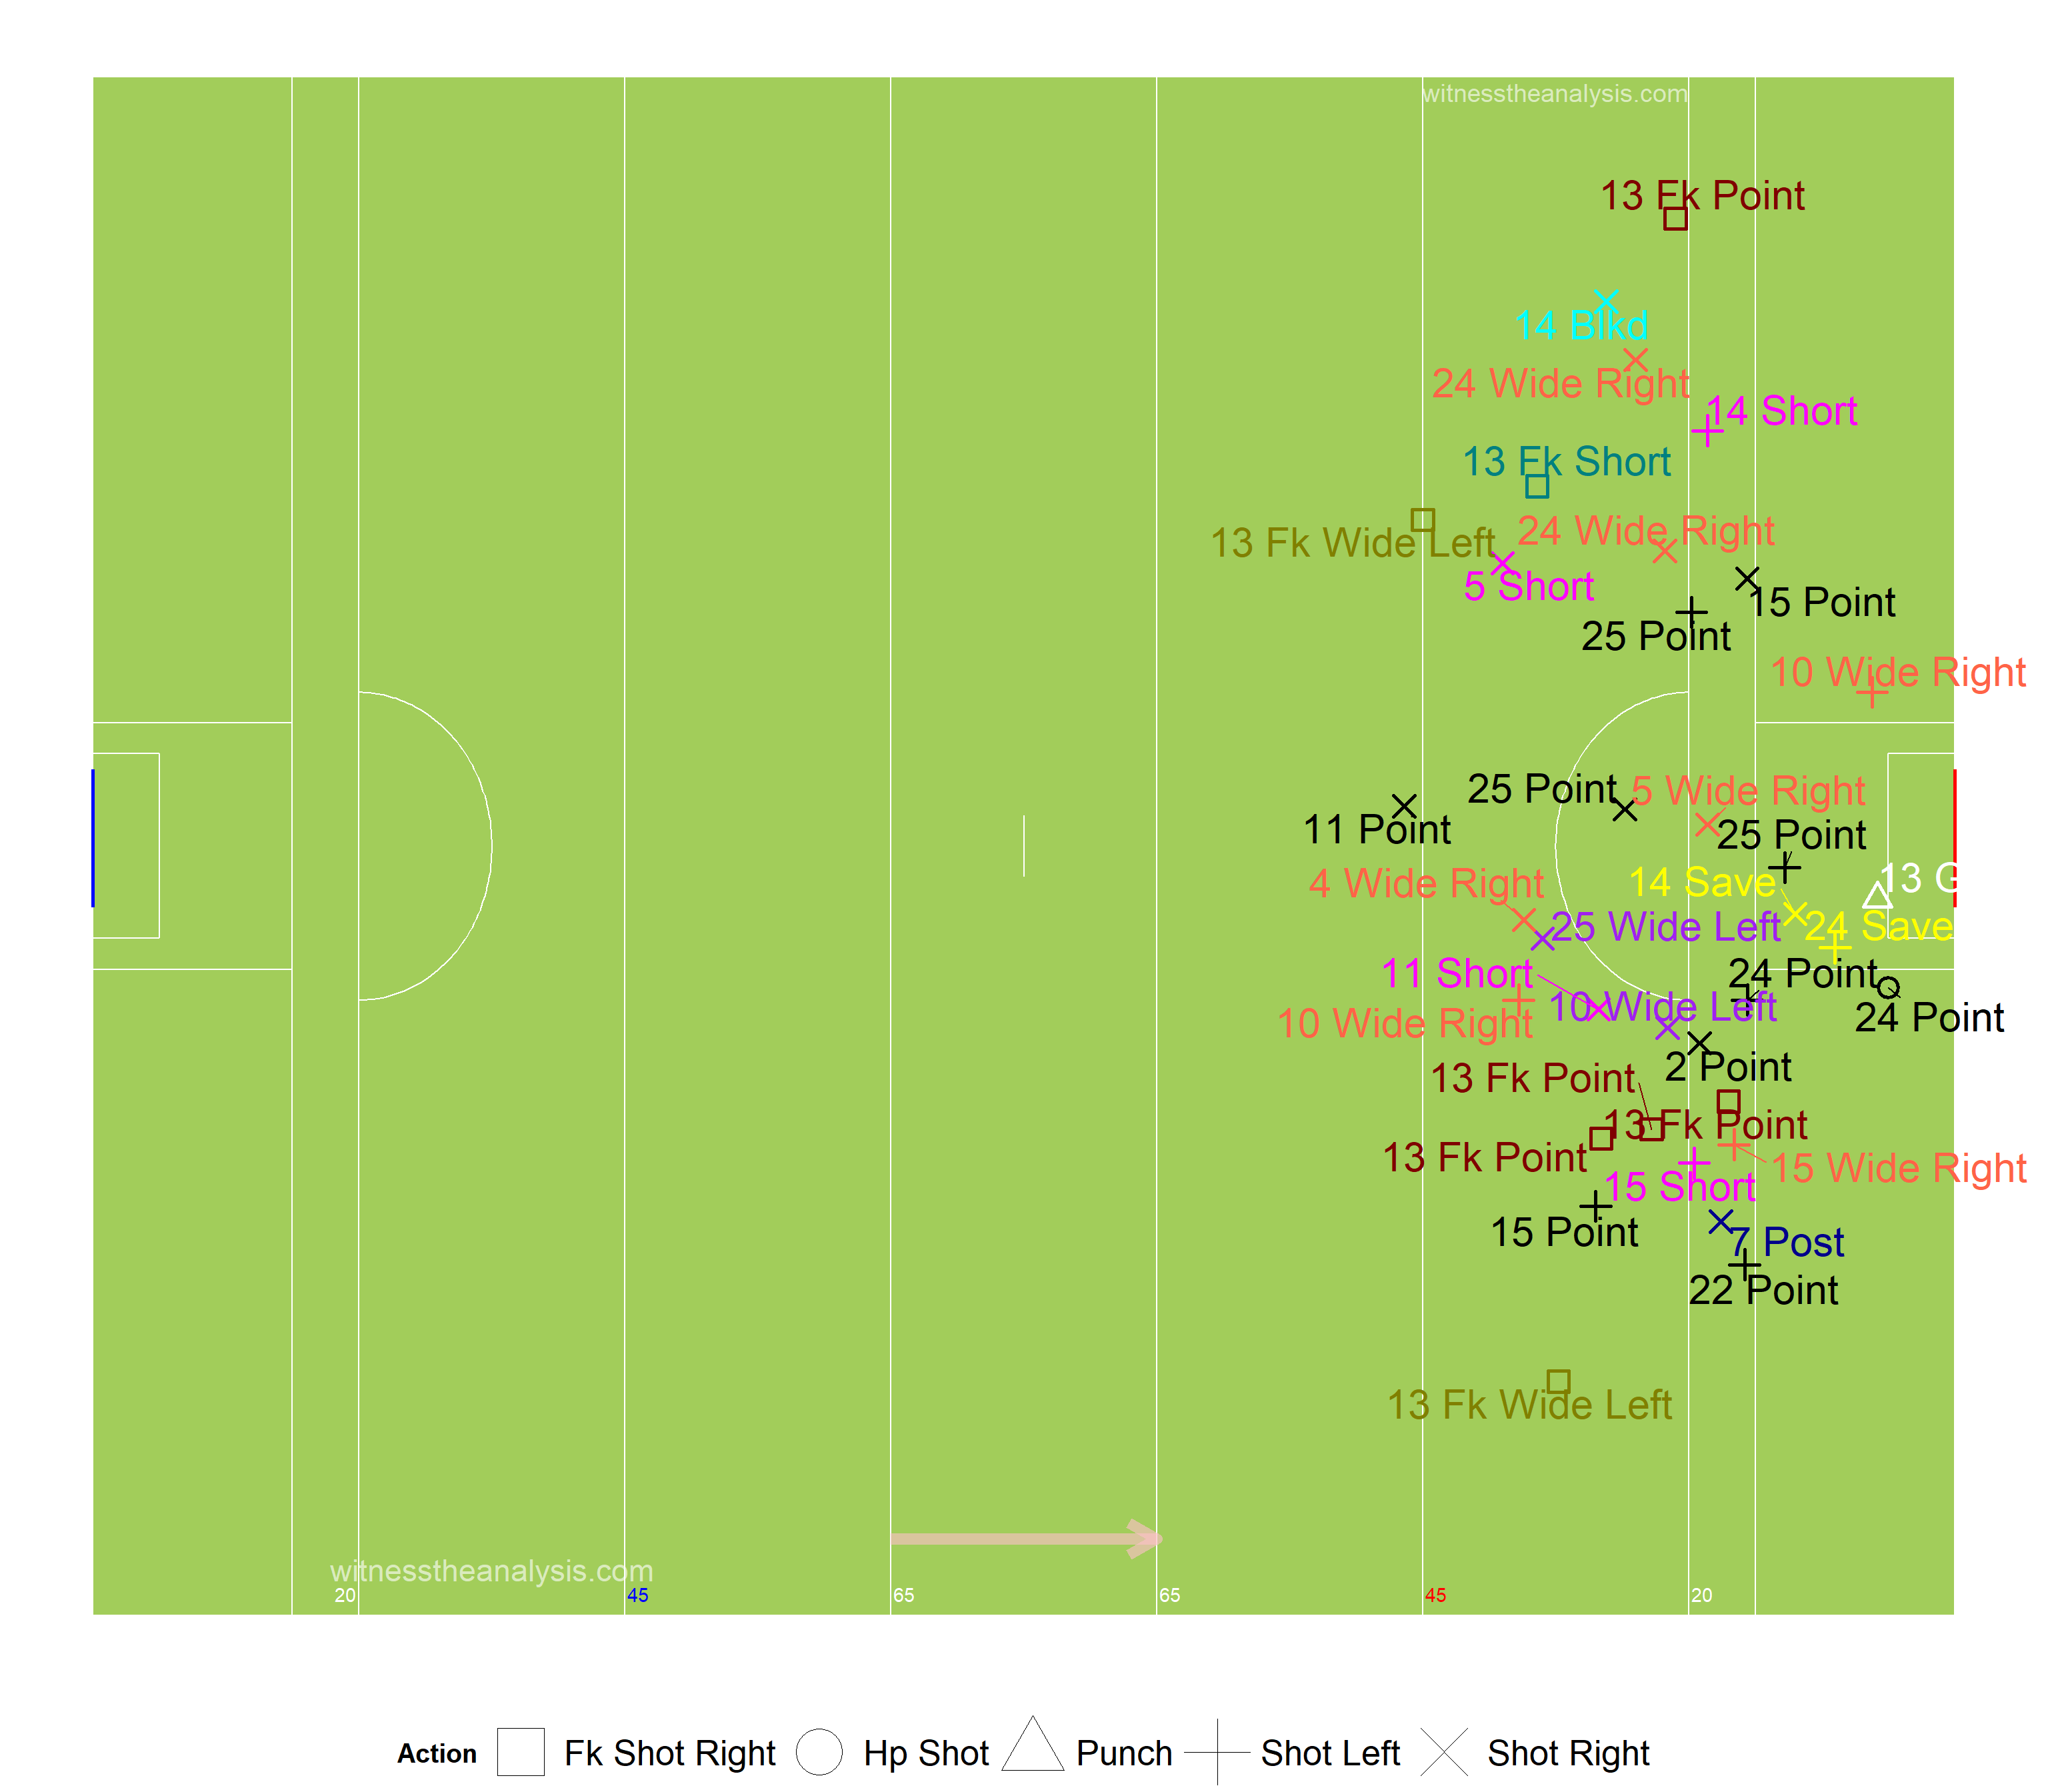 witnesstheanalysis.com
13 Fk Point
14 Blkd
24 Wide Right
14 Short
13 Fk Short
24 Wide Right
13 Fk Wide Left
5 Short
15 Point
25 Point
10 Wide Right
25 Point
5 Wide Right
11 Point
25 Point
4 Wide Right
14 Save
13 G
25 Wide Left
24 Save
11 Short
24 Point
10 Wide Right
10 Wide Left
24 Point
2 Point
13 Fk Point
13 Fk Point
13 Fk Point
15 Wide Right
15 Short
15 Point
7 Post
22 Point
13 Fk Wide Left
witnesstheanalysis.com
20 45 65 65 45 20
Action Fk Shot Right Hp Shot Punch Shot Left Shot Right